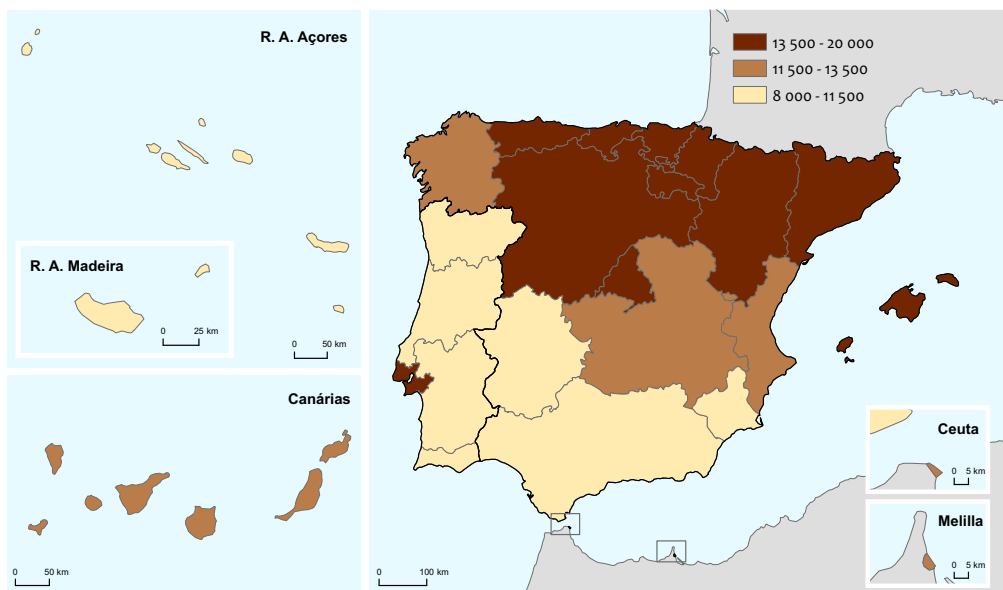 R. A. Açores
R. A. Madeira
0 25 km
0 50 km
Canárias
0 50 km
13 500 - 20 000
11 500 - 13 500
8 000 - 11 500
0 100 km
Ceuta
0 5 km
Melilla
0 5 km